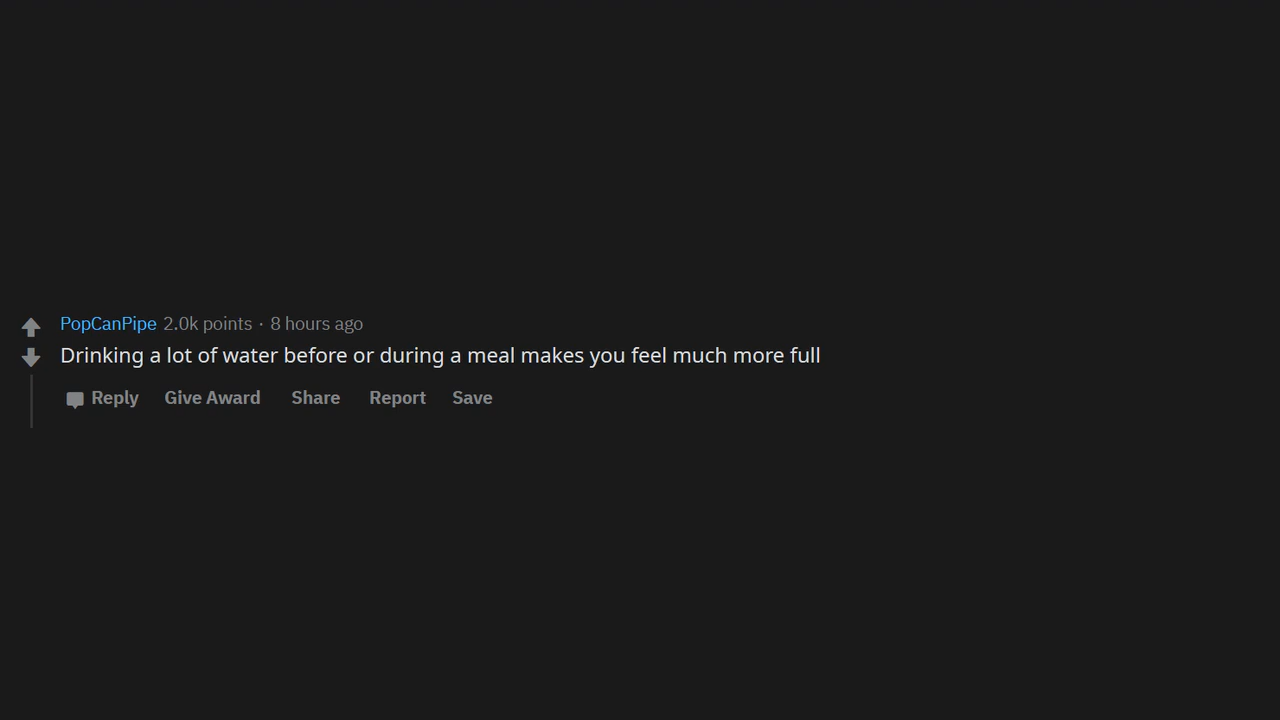 PopCanPipe 2.0k points · 8 hours ago
Drinking a lot of water before or during a meal makes you feel much more full
Reply Give Award Share Report Save